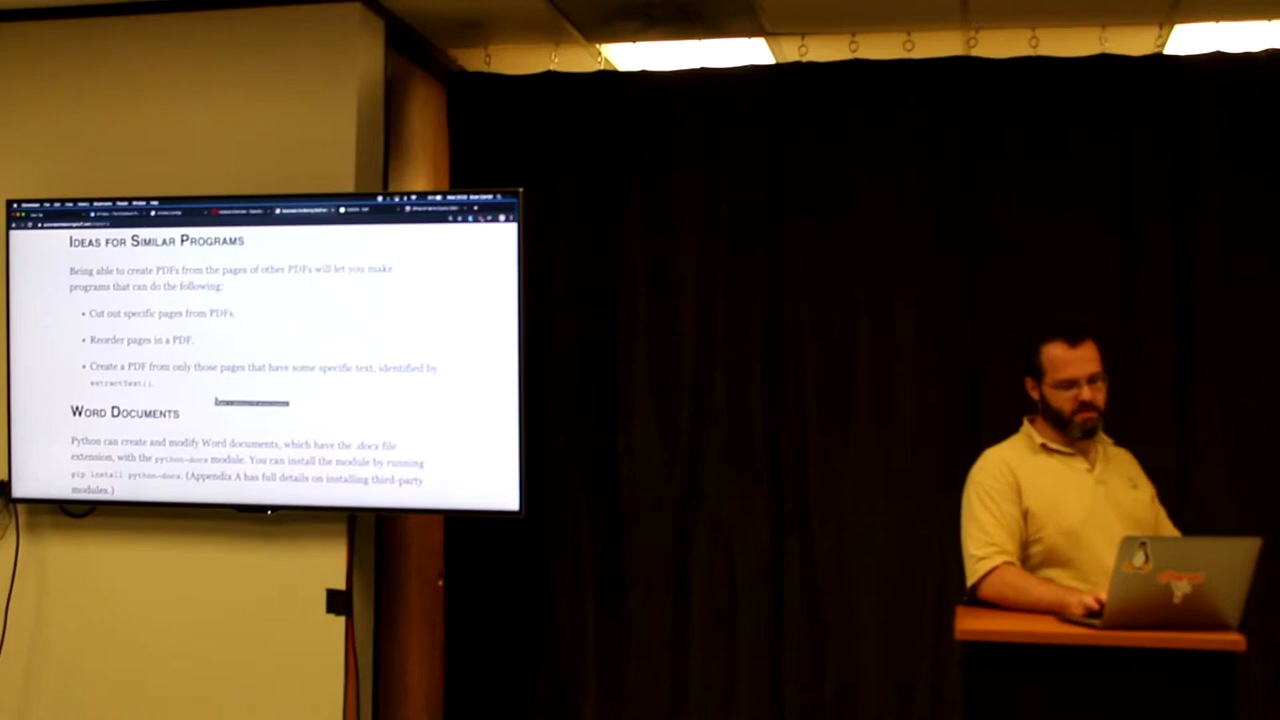 IDEAS FOR SIMILAR PROGRAMS
Being able to create PDFs from the pages of other PDFs will let you make
programs that can do the following:
• Cut out specific pages from PDFs.
• Reorder pages in a PDF.
• Create a PDF from only those pages that have some specific text, identified by
extractText().
WORD DOCUMENTS
Python can create and modify Word documents, which have the .docx file
extension, with the python-docx module. You can install the module by running
pip install python-docx. (Appendix A has full details on installing third-party
modules.)